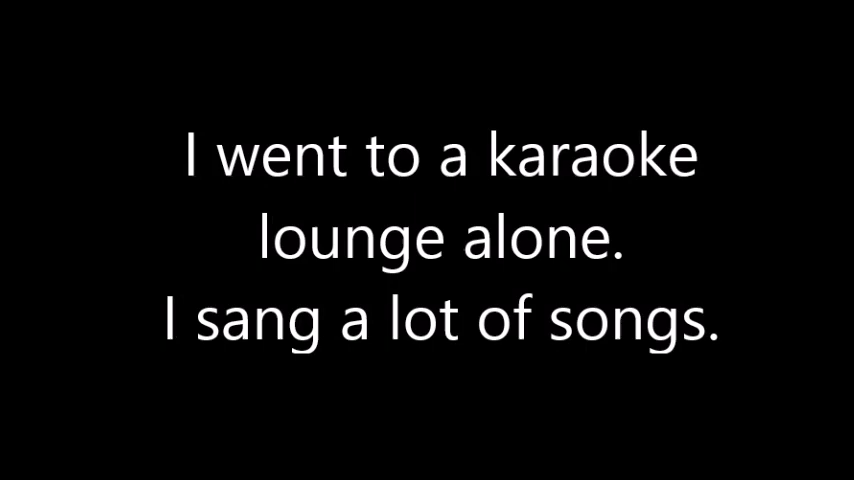 I went to a karaoke
lounge alone.
I sang a lot of songs.